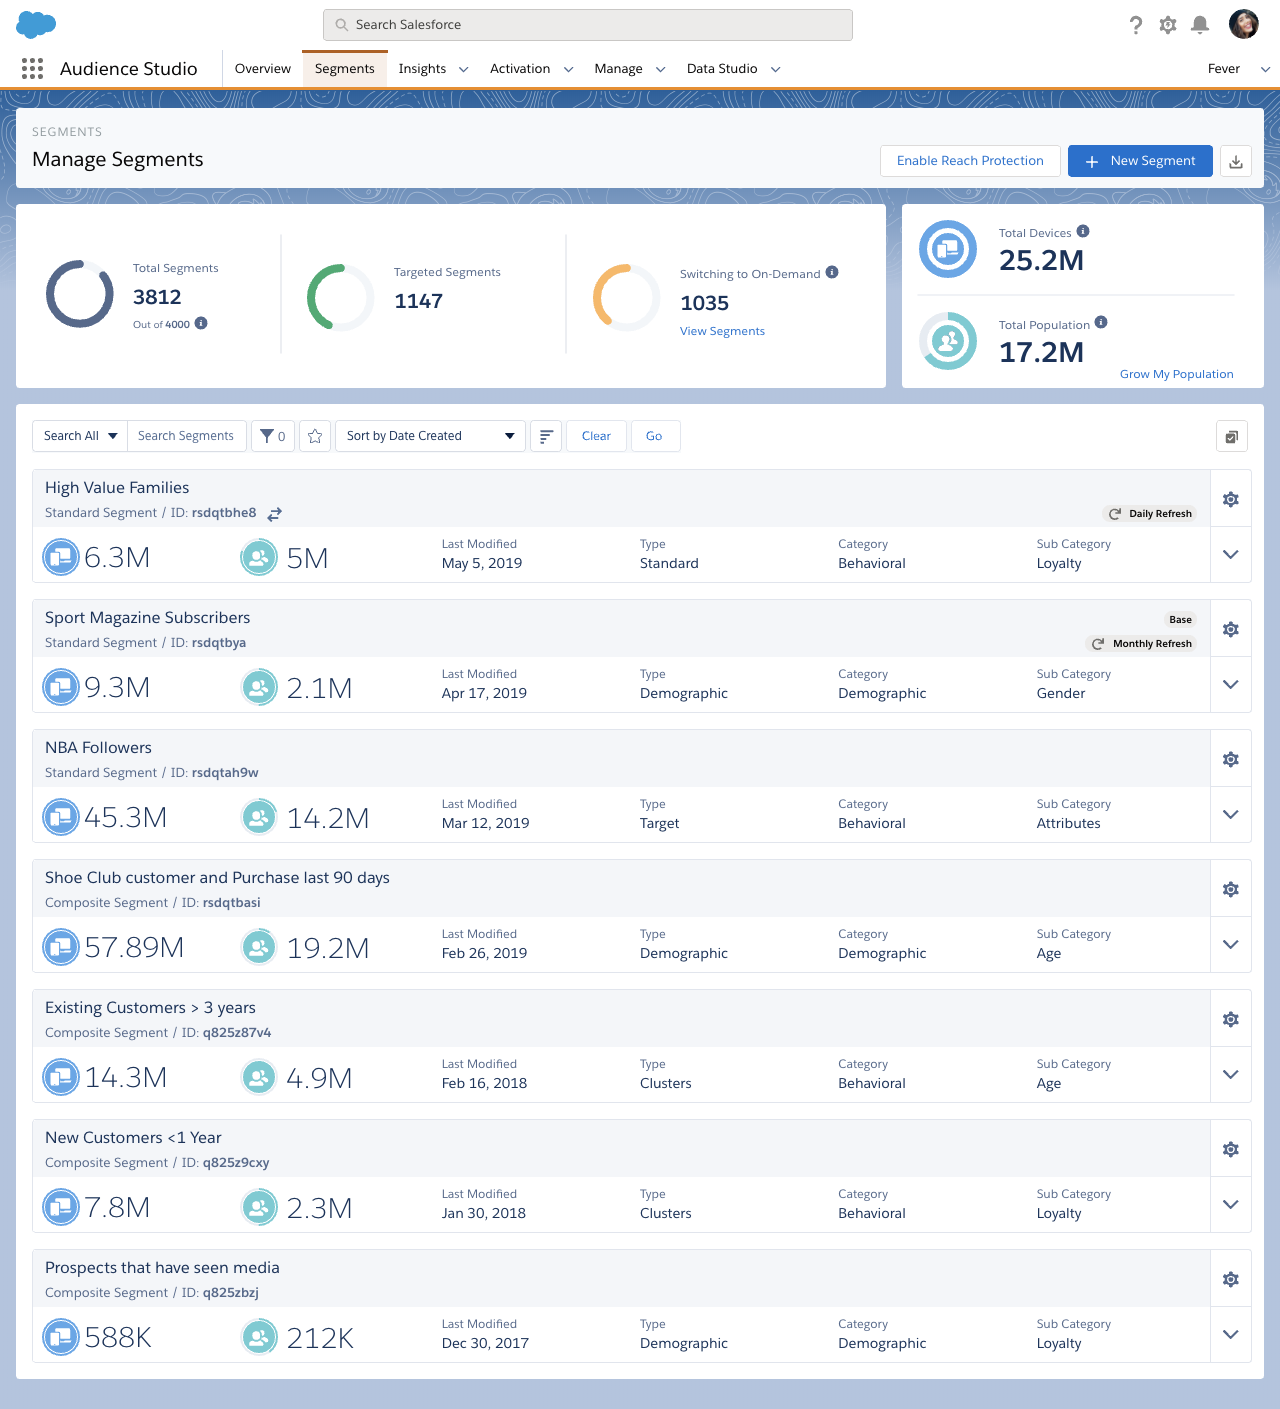 Search Salesforce
Audience Studio
Overview
Segments
Insights
Activation
Manage
Data Studio
Fever
SEGMENTS
Manage Segments
Enable Reach Protection
New Segment
Total Segments
3812
Out of 4000
Targeted Segments
1147
Switching to On-Demand
1035
View Segments
Total Devices
25.2M
Total Population
17.2M
Grow My Population
Search All
Search Segments
0
Sort by Date Created
Clear
Go
High Value Families
Standard Segment / ID: rsdqtbhe8
Daily Refresh
6.3M
5M
Last Modified
May 5, 2019
Type
Standard
Category
Behavioral
Sub Category
Loyalty
Sport Magazine Subscribers
Base
Standard Segment / ID: rsdqtbya
Monthly Refresh
9.3M
2.1M
Last Modified
Apr 17, 2019
Type
Demographic
Category
Demographic
Sub Category
Gender
NBA Followers
Standard Segment / ID: rsdqtah9w
45.3M
14.2M
Last Modified
Mar 12, 2019
Type
Target
Category
Behavioral
Sub Category
Attributes
Shoe Club customer and Purchase last 90 days
Composite Segment / ID: rsdqtbasi
57.89M
19.2M
Last Modified
Feb 26, 2019
Type
Demographic
Category
Demographic
Sub Category
Age
Existing Customers > 3 years
Composite Segment / ID: q825z87v4
14.3M
4.9M
Last Modified
Feb 16, 2018
Type
Clusters
Category
Behavioral
Sub Category
Age
New Customers <1 Year
Composite Segment / ID: q825z9cxy
7.8M
2.3M
Last Modified
Jan 30, 2018
Type
Clusters
Category
Behavioral
Sub Category
Loyalty
Prospects that have seen media
Composite Segment / ID: q825zbzj
588K
212K
Last Modified
Dec 30, 2017
Type
Demographic
Category
Demographic
Sub Category
Loyalty